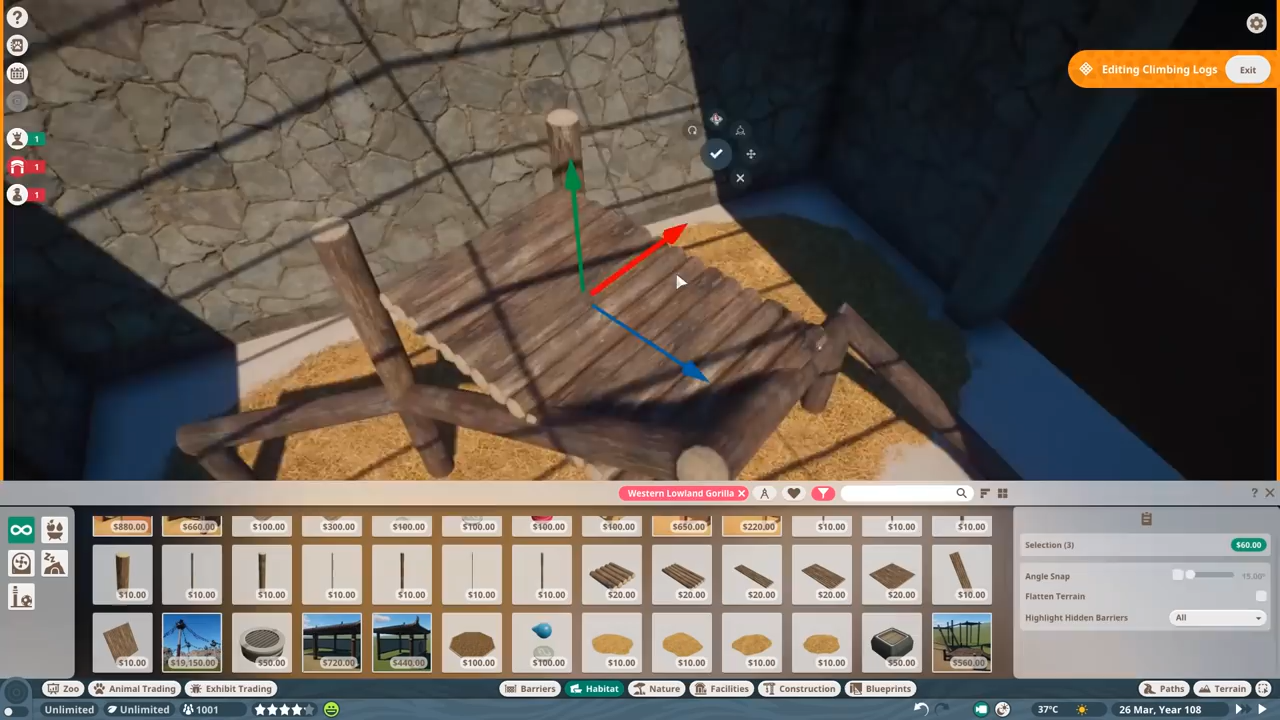 Editing Climbing Logs Exit
1
1
1
Western Lowland Gorilla
Selection (3) $60.00
Angle Snap 15.00°
Flatten Terrain
Highlight Hidden Barriers All
$880.00 $660.00 $100.00 $300.00 $100.00 $100.00 $100.00 $100.00 $650.00 $220.00 $10.00 $10.00 $10.00
$10.00 $10.00 $10.00 $10.00 $10.00 $10.00 $10.00 $20.00 $20.00 $20.00 $20.00 $20.00 $10.00
$10.00 $19,150.00 $50.00 $720.00 $440.00 $100.00 $100.00 $10.00 $10.00 $10.00 $10.00 $50.00 $560.00
Zoo Animal Trading Exhibit Trading Barriers Habitat Nature Facilities Construction Blueprints Paths Terrain
Unlimited Unlimited 1001 37°C 26 Mar, Year 108